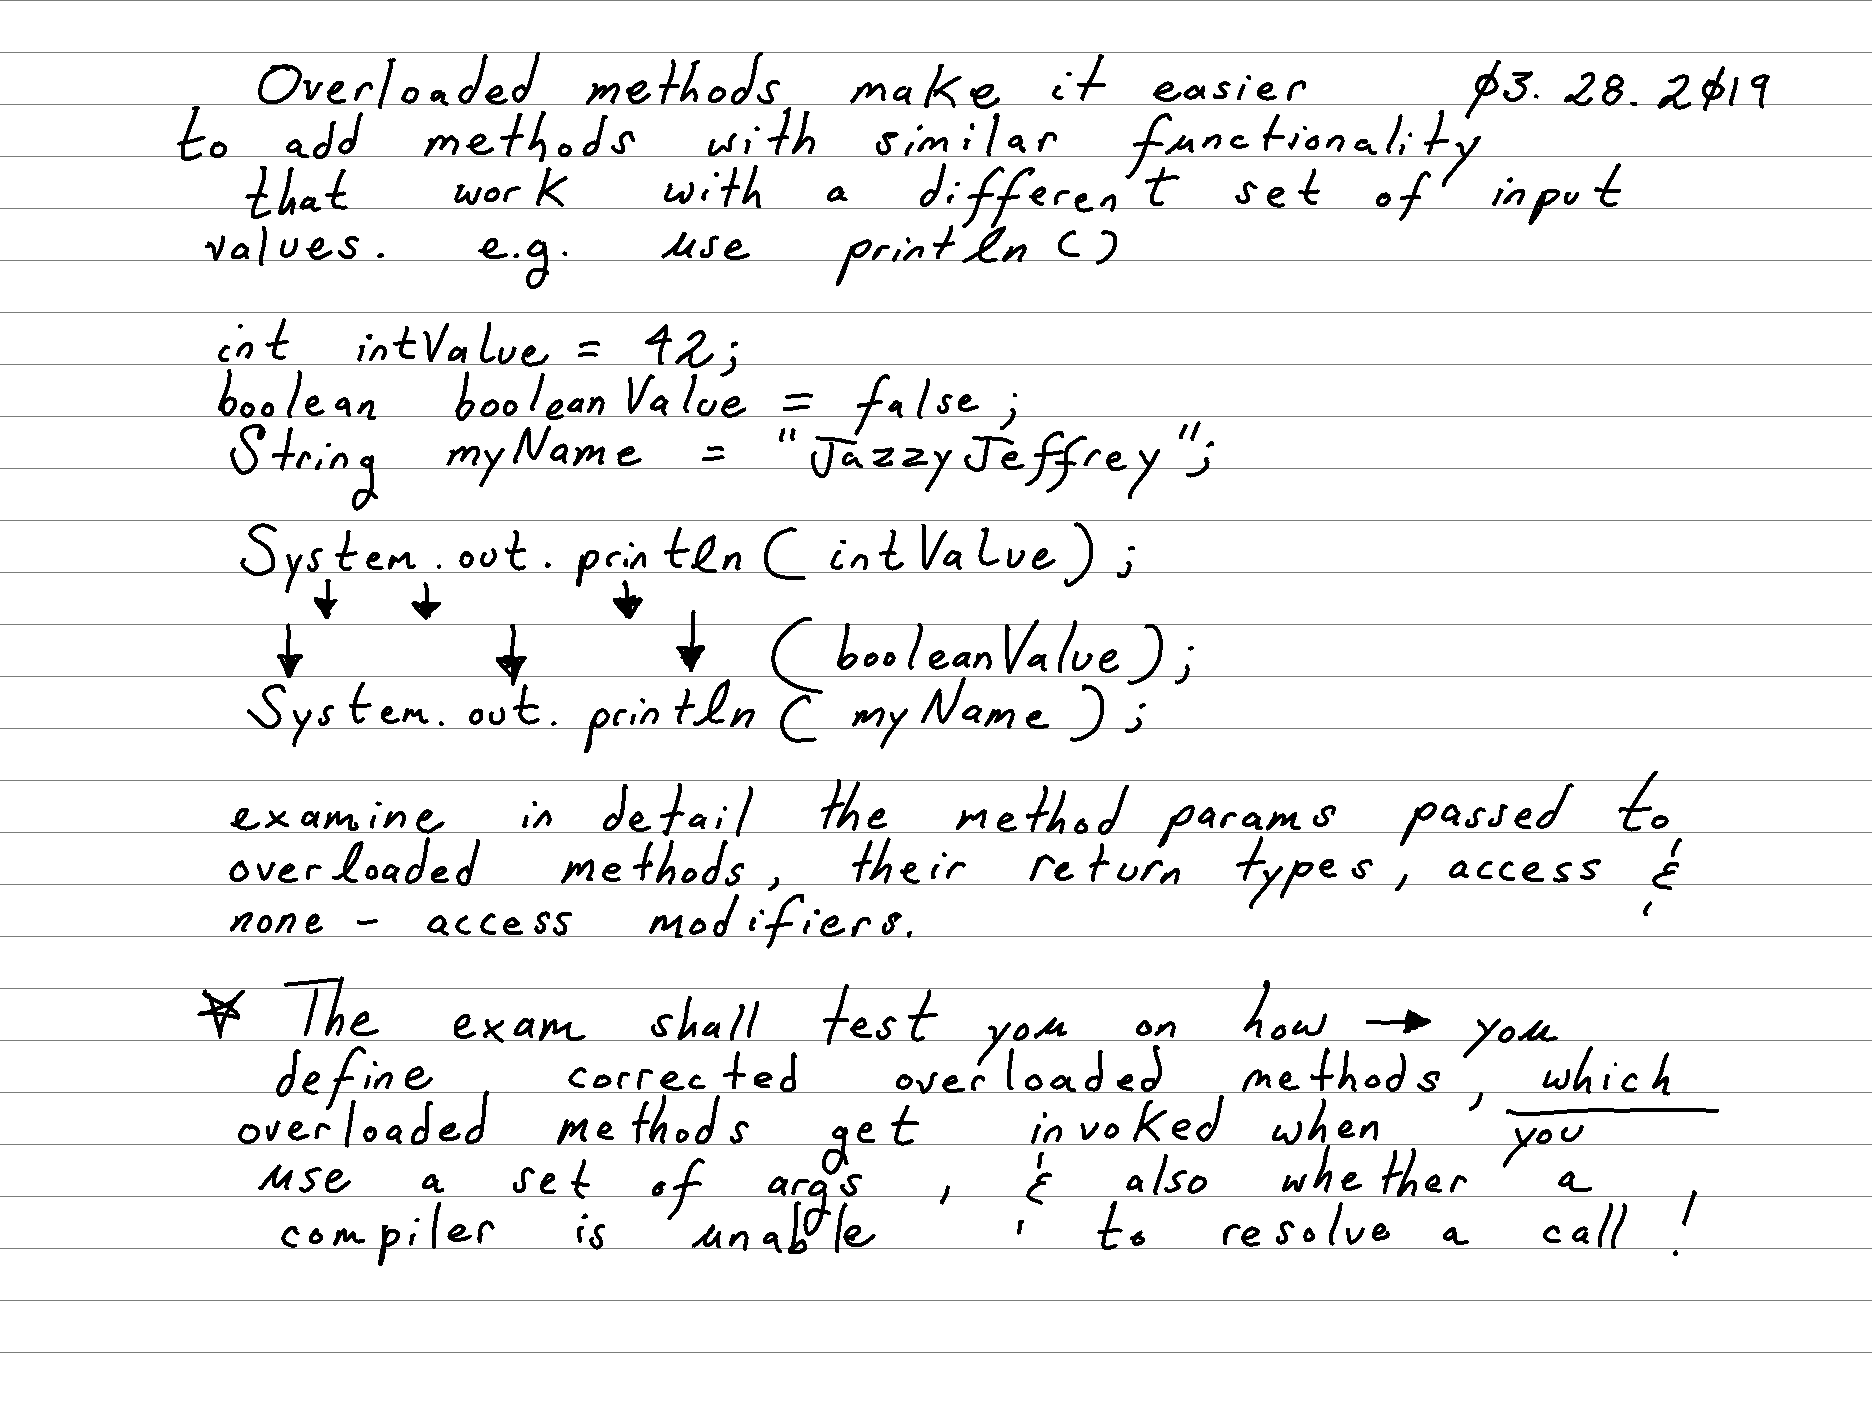 Overloaded methods make it easier 03.28.2019
to add methods with similar functionality
that work with a different set of input
values. e.g. use println()
int intValue = 42;
boolean booleanValue = false;
String myName = "JazzyJeffrey";
System.out.println(intValue);
↓ ↓ ↓
↓ ↓ ↓ (booleanValue);
System.out.println(myName);
examine in detail the method params passed to
overloaded methods, their return types, access &
none-access modifiers.
☆ The exam shall test you on how → you
define corrected overloaded methods, which
overloaded methods get invoked when you
use a set of args, & also whether a
compiler is unable to resolve a call!